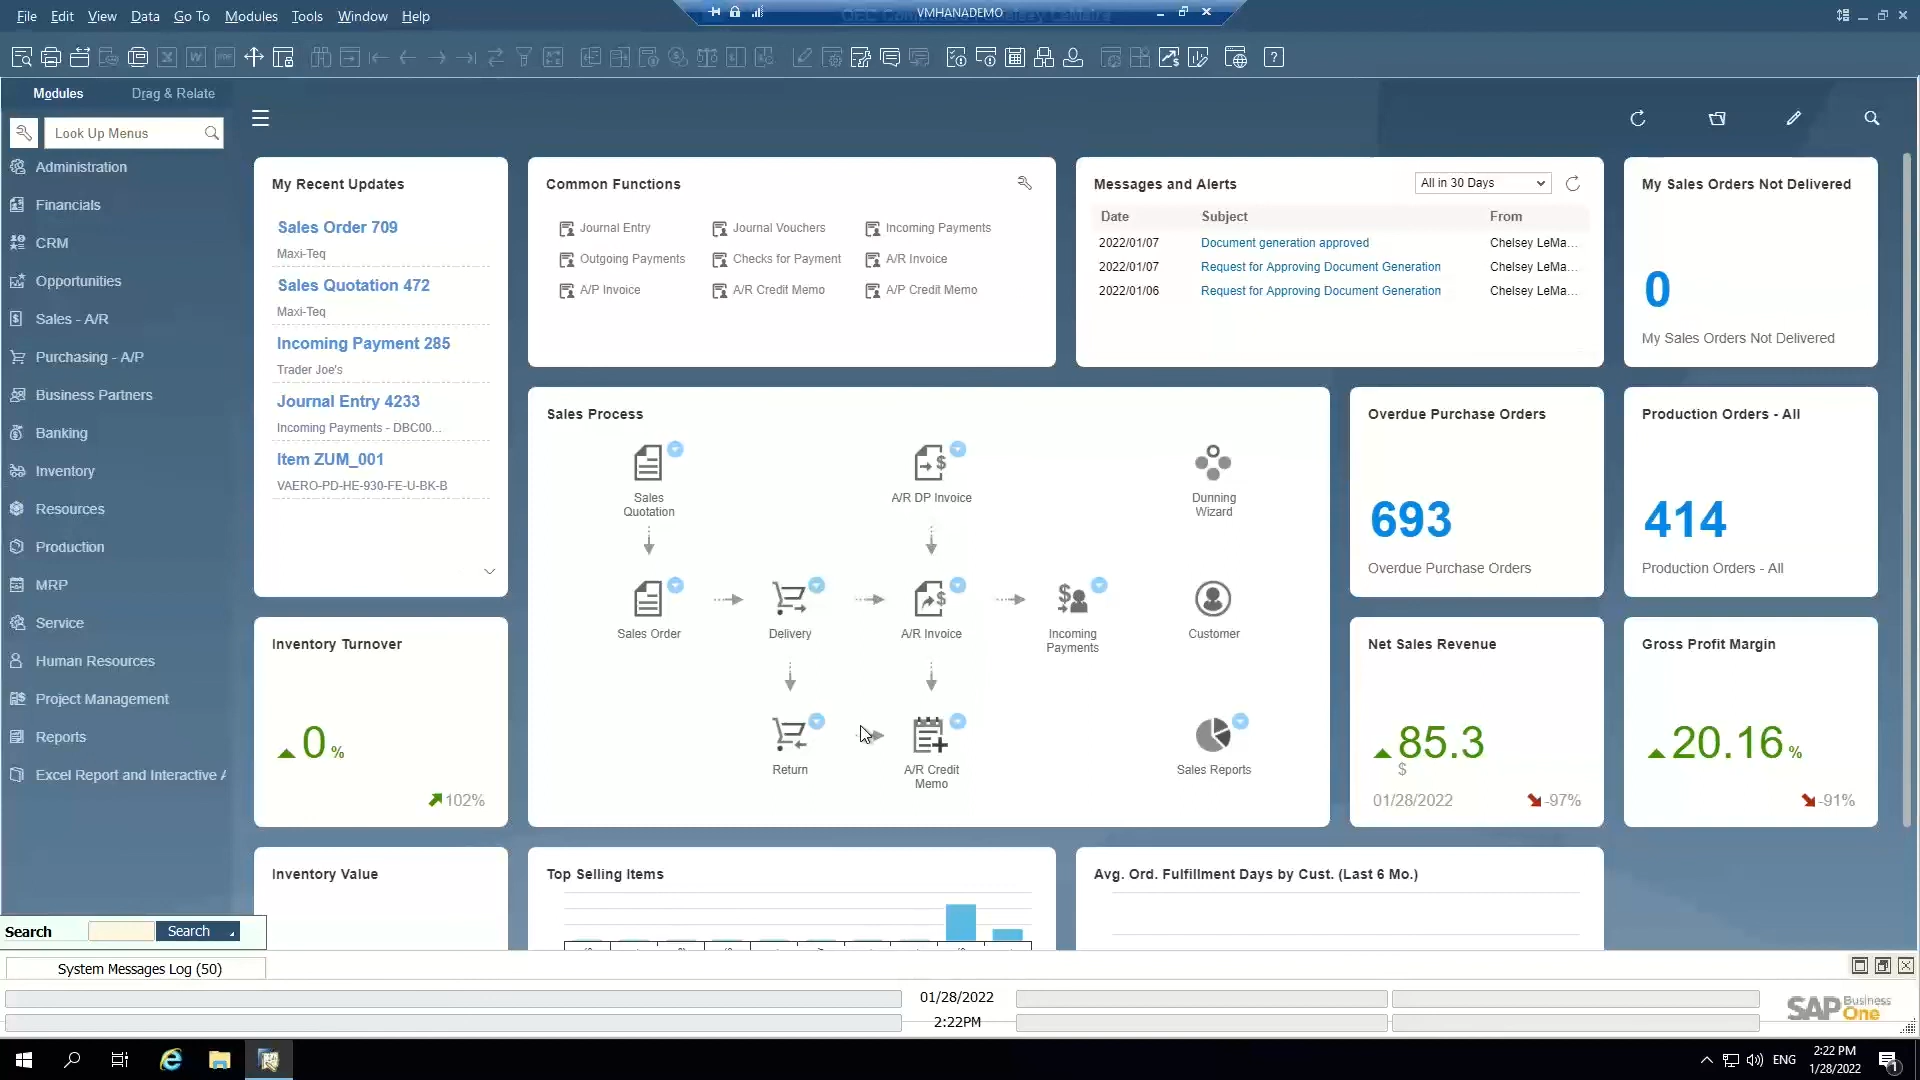 File Edit View Data Go To Modules Tools Window Help
VMHANADEMO
Modules Drag & Relate
Look Up Menus
Administration
Financials
CRM
Opportunities
Sales - A/R
Purchasing - A/P
Business Partners
Banking
Inventory
Resources
Production
MRP
Service
Human Resources
Project Management
Reports
Excel Report and Interactive A
My Recent Updates
Sales Order 709
Maxi-Teq
Sales Quotation 472
Maxi-Teq
Incoming Payment 285
Trader Joe's
Journal Entry 4233
Incoming Payments - DBC00...
Item ZUM_001
VAERO-PD-HE-930-FE-U-BK-B
Common Functions
Journal Entry Journal Vouchers Incoming Payments
Outgoing Payments Checks for Payment A/R Invoice
A/P Invoice A/R Credit Memo A/P Credit Memo
Messages and Alerts
All in 30 Days
Date Subject From
2022/01/07 Document generation approved Chelsey LeMa...
2022/01/07 Request for Approving Document Generation Chelsey LeMa...
2022/01/06 Request for Approving Document Generation Chelsey LeMa...
My Sales Orders Not Delivered
0
My Sales Orders Not Delivered
Sales Process
Sales
Quotation
A/R DP Invoice
Dunning
Wizard
Sales Order
Delivery
A/R Invoice
Incoming
Payments
Customer
Return
A/R Credit
Memo
Sales Reports
Overdue Purchase Orders
693
Overdue Purchase Orders
Production Orders - All
414
Production Orders - All
Inventory Turnover
0 %
102%
Net Sales Revenue
85.3
$
01/28/2022 -97%
Gross Profit Margin
20.16 %
-91%
Inventory Value
Top Selling Items
Avg. Ord. Fulfillment Days by Cust. (Last 6 Mo.)
Search Search
System Messages Log (50)
01/28/2022
2:22PM
SAP Business
One
ENG
2:22 PM
1/28/2022
1